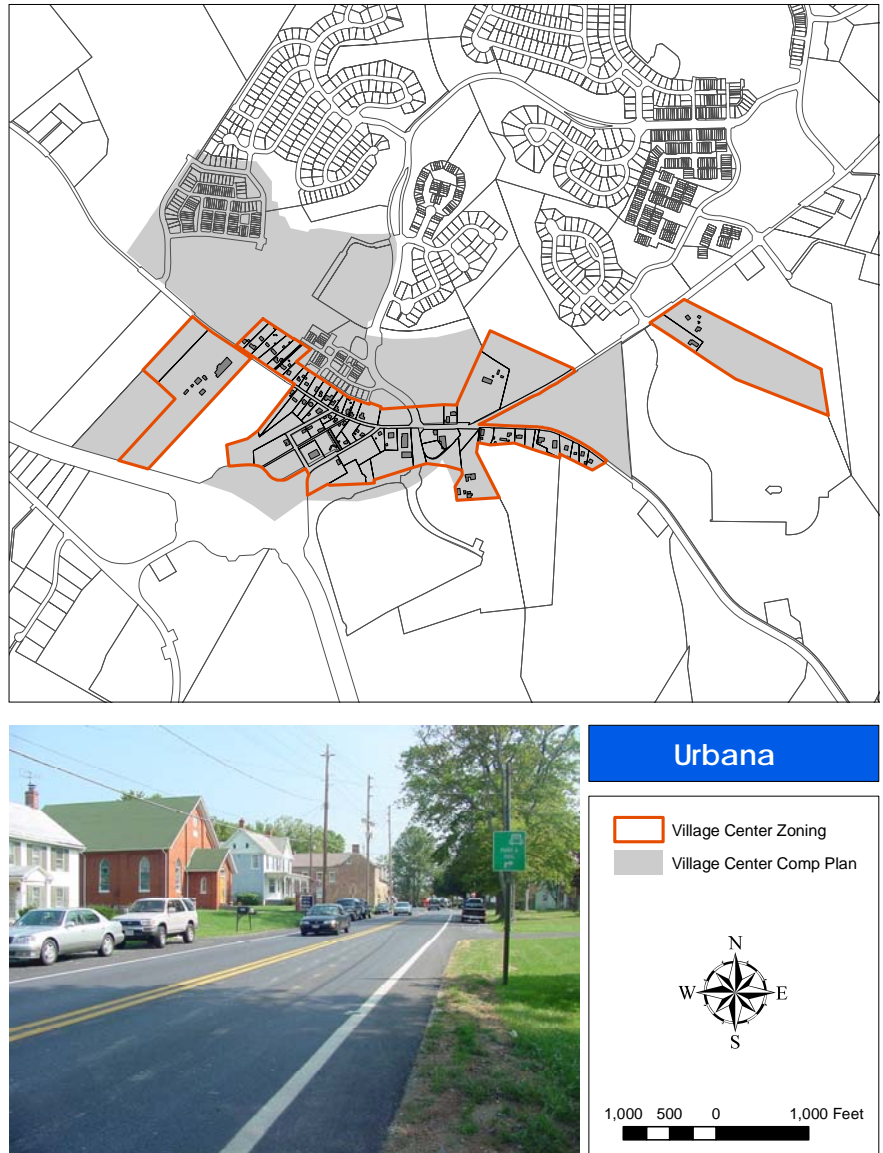 Urbana
Village Center Zoning
Village Center Comp Plan
N
W E
S
1,000 500 0 1,000 Feet